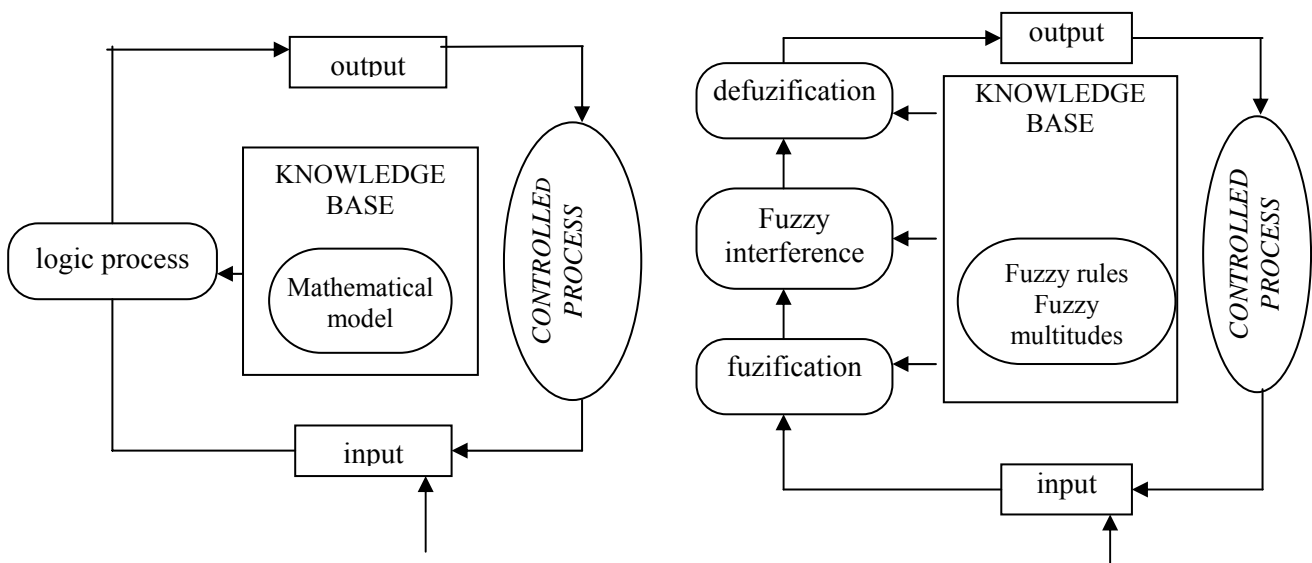 output
KNOWLEDGE
BASE
logic process
Mathematical
model
CONTROLLED
PROCESS
input
output
defuzification
KNOWLEDGE
BASE
Fuzzy
interference
Fuzzy rules
Fuzzy
multitudes
fuzification
CONTROLLED
PROCESS
input